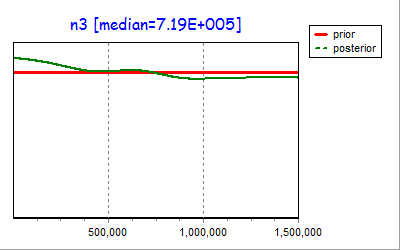 n3 [median=7.19E+005]
prior
posterior
500,000
1,000,000
1,500,000